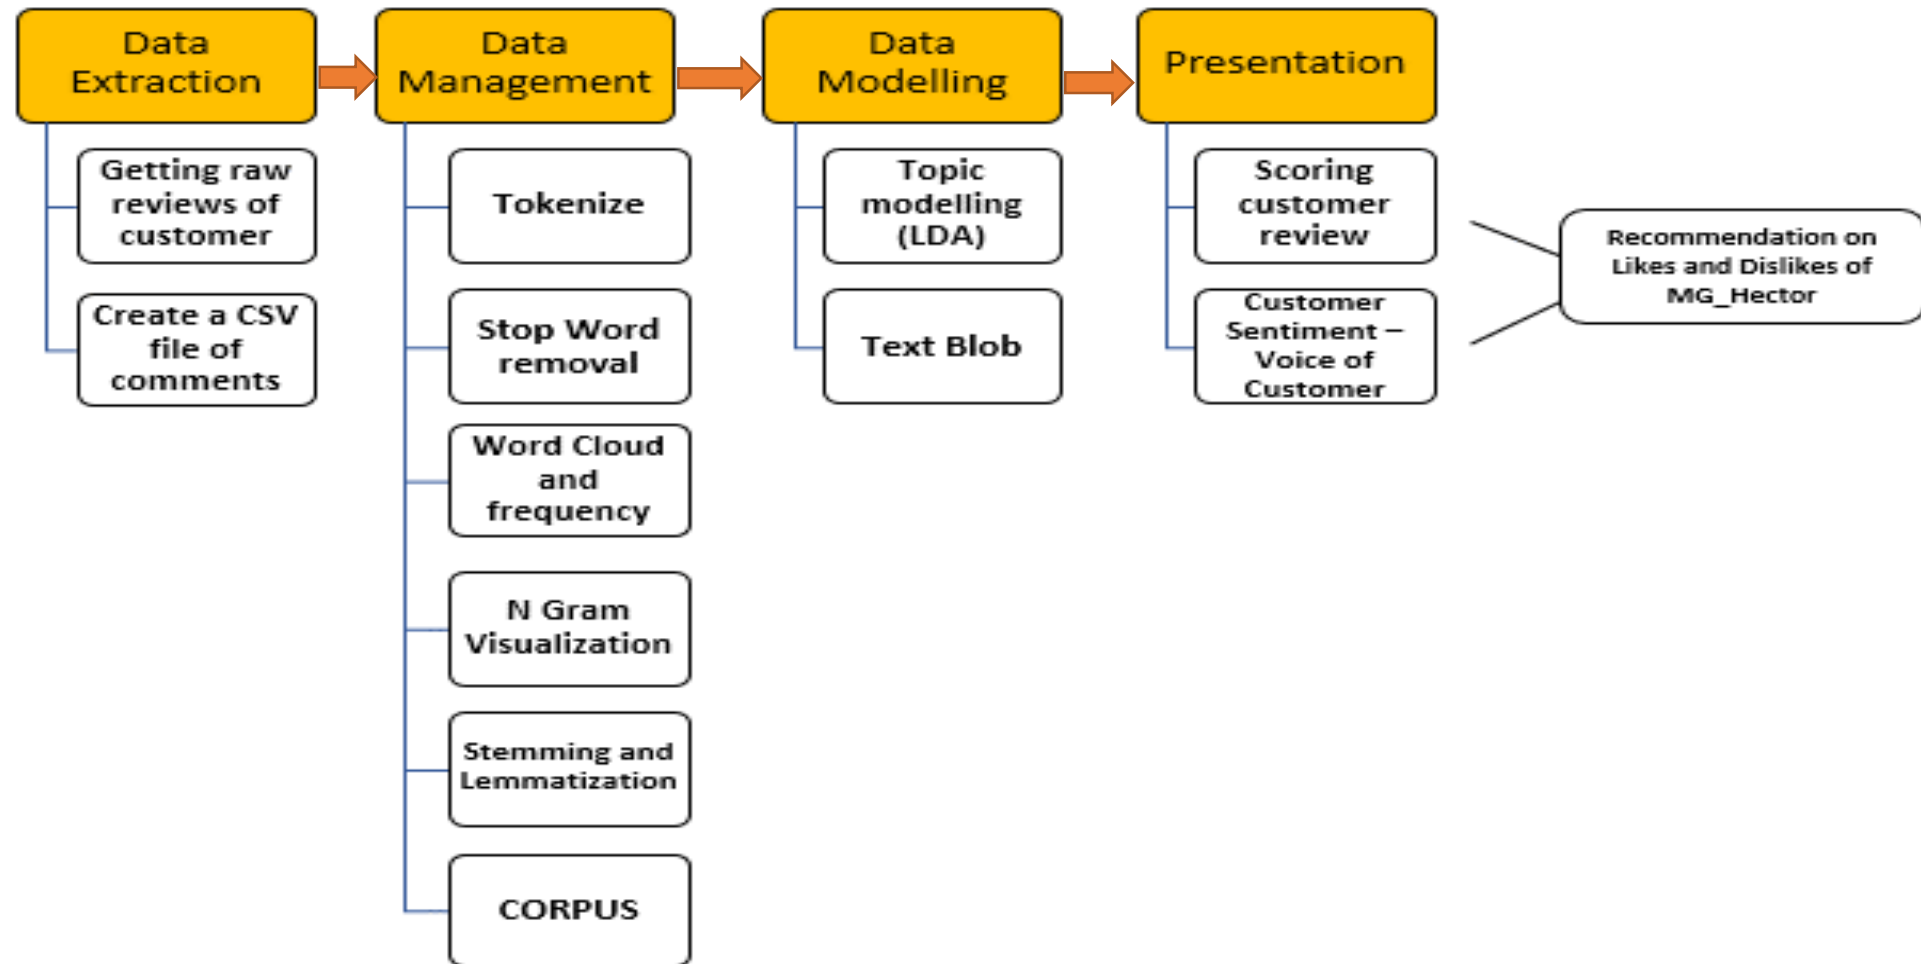 Data
Extraction
Data
Management
Data
Modelling
Presentation
Getting raw
reviews of
customer
Create a CSV
file of
comments
Tokenize
Stop Word
removal
Word Cloud
and
frequency
N Gram
Visualization
Stemming and
Lemmatization
CORPUS
Topic
modelling
(LDA)
Text Blob
Scoring
customer
review
Customer
Sentiment –
Voice of
Customer
Recommendation on
Likes and Dislikes of
MG_Hector